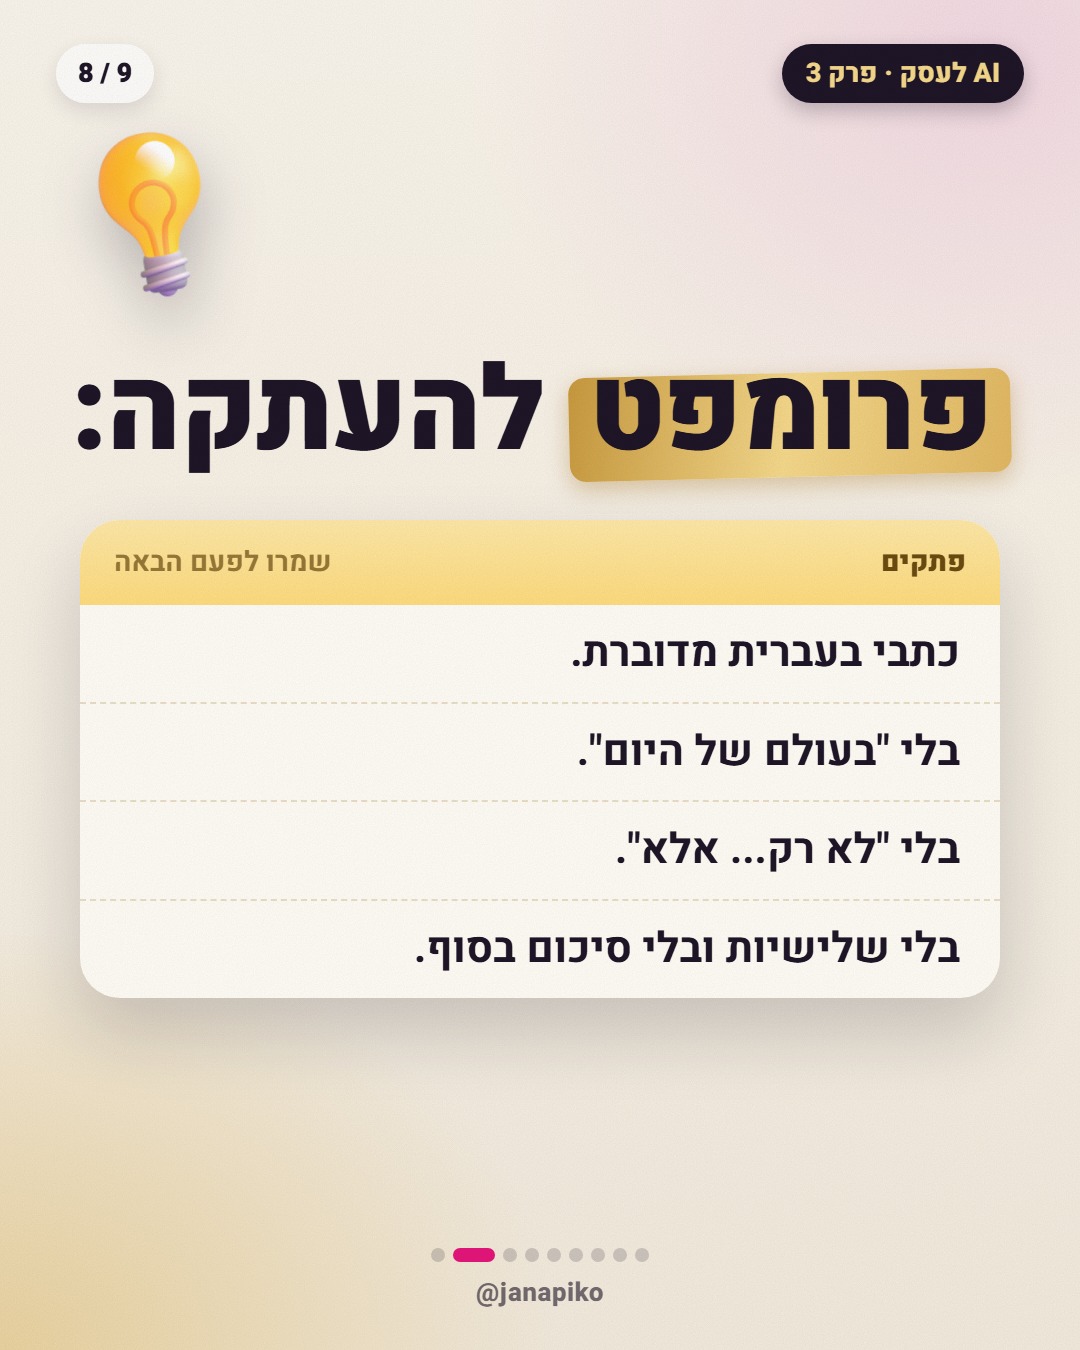 AI לעסק · פרק 3
8 / 9
פרומפט להעתקה:
פתקים
שמרו לפעם הבאה
כתבי בעברית מדוברת.
בלי "בעולם של היום".
בלי "לא רק... אלא".
בלי שלישיות ובלי סיכום בסוף.
@janapiko